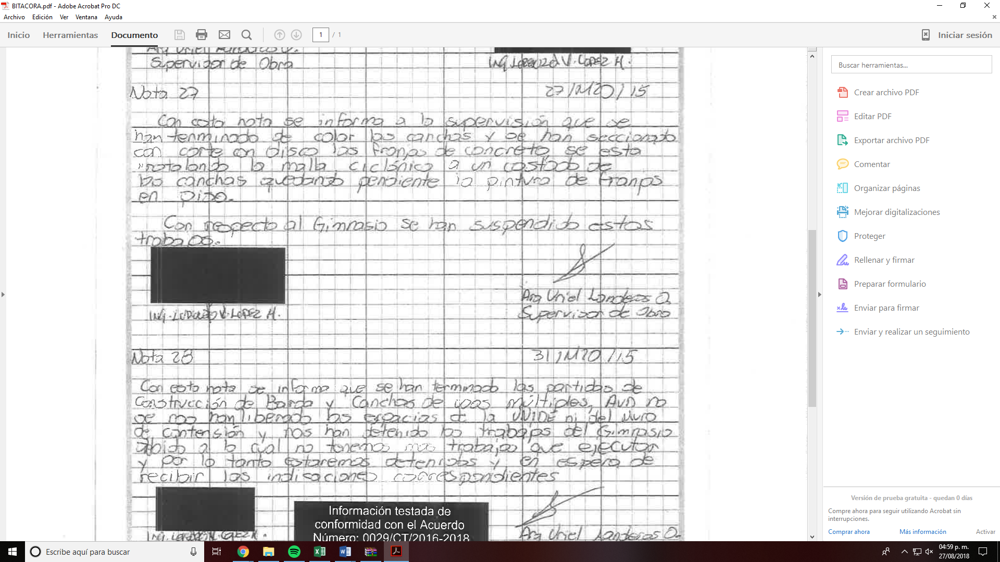 BITACORA.pdf - Adobe Acrobat Pro DC
Archivo Edición Ver Ventana Ayuda
Inicio Herramientas Documento 1 / 1 Iniciar sesión
Arq Uriel Landeros O.
Supervisor de Obra
Ing. Lorenzo V. Lopez H.
Nota 27 27/Mzo/15
Con esta nota se informa a la supervisión que se
han terminado de color las canchas y se han seccionado
con corte con disco las franjas de concreto, se esta
instalando la malla ciclónica a un costado de
las canchas quedando pendiente la pintura de franjas
en piso.
Con respecto al Gimnasio se han suspendido estos
trabajos.
Ing. Lorenzo V. Lopez H.
Arq Uriel Landeros O
Supervisor de Obra
Nota 28 31/Mzo/15
Con esta nota se informa que se han terminado las partidas de
Construcción de Barda y Canchas de usos múltiples, Aun no
se nos han liberado los espacios de la UNIDE ni del Muro
de contensión y nos han detenido los trabajos del Gimnasio
debido a lo cual no tenemos mas trabajos que ejecutar
y por lo tanto estaremos detenidos y en espera de
recibir las indicaciones correspondientes
Información testada de
conformidad con el Acuerdo
Número: 0029/CT/2016-2018
Ing. Lorenzo V. Lopez H.
Arq Uriel Landeros O.
Buscar herramientas...
Crear archivo PDF
Editar PDF
Exportar archivo PDF
Comentar
Organizar páginas
Mejorar digitalizaciones
Proteger
Rellenar y firmar
Preparar formulario
Enviar para firmar
Enviar y realizar un seguimiento
Versión de prueba gratuita - quedan 0 días
Compre ahora para seguir utilizando Acrobat sin
interrupciones.
Comprar ahora Más información Activar
Escribe aquí para buscar
04:59 p. m.
27/08/2018